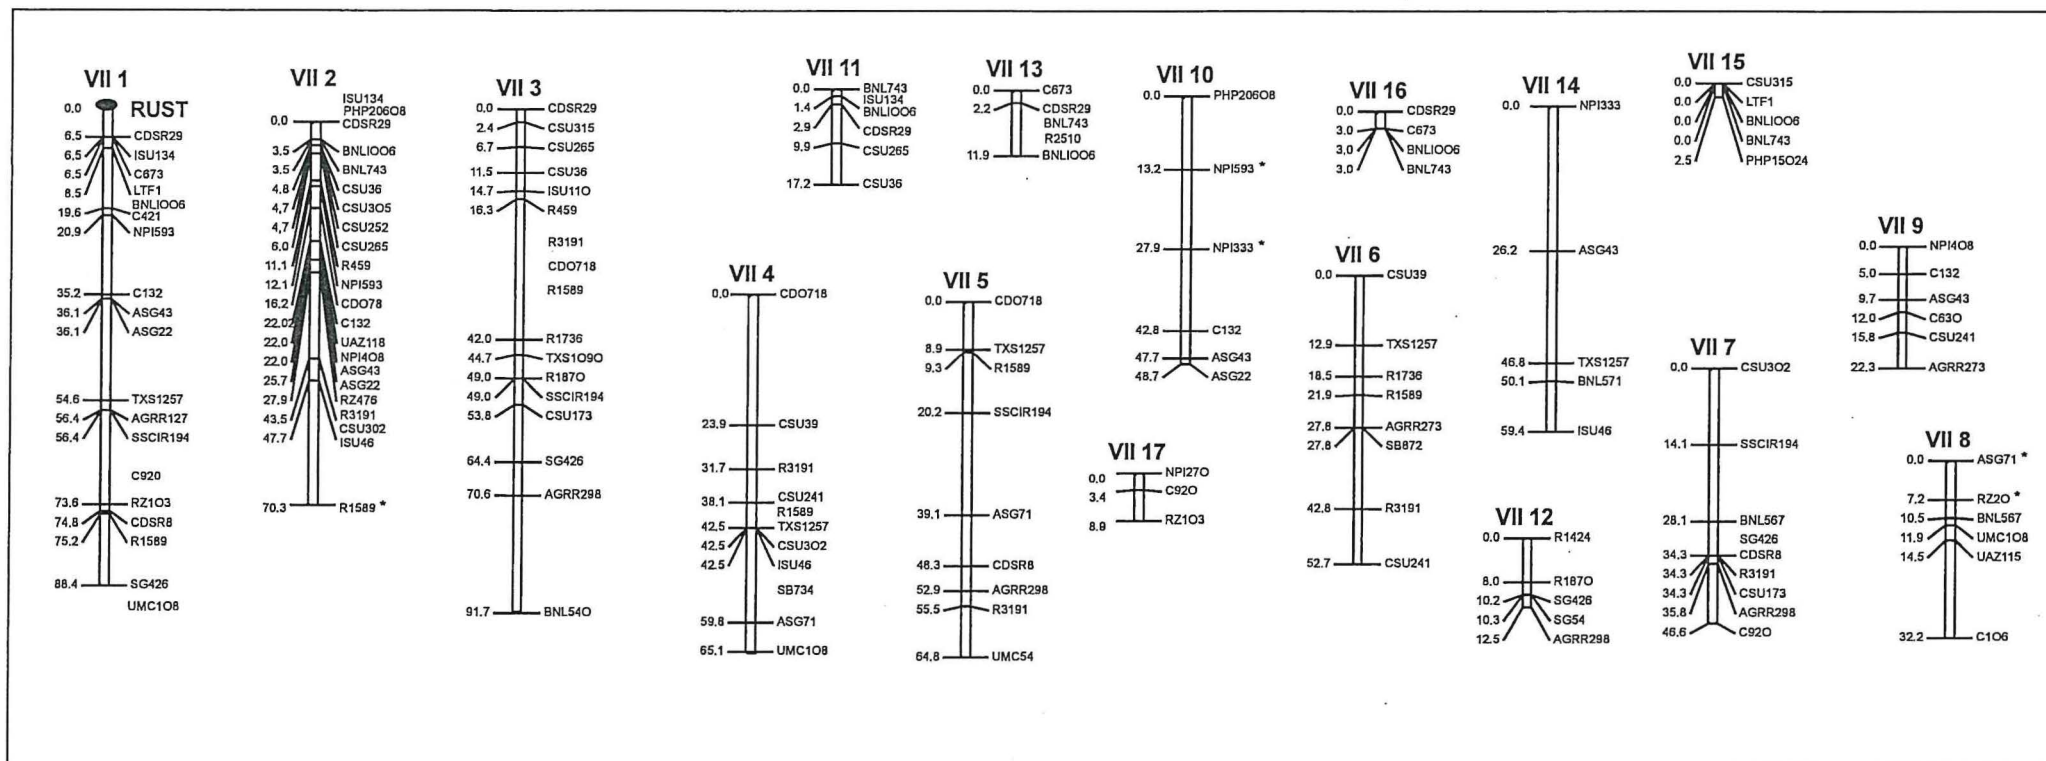 VII 1
0.0 RUST
6.5 CDSR29
6.5 ISU134
6.5 C673
8.5 LTF1
BNLIOO6
19.6 C421
20.9 NPI593
35.2 C132
36.1 ASG43
36.1 ASG22
54.6 TXS1257
56.4 AGRR127
56.4 SSCIR194
C920
73.6 RZ1O3
74.8 CDSR8
75.2 R1589
88.4 SG426
UMC1O8
VII 2
ISU134
PHP206O8
0.0 CDSR29
3.5 BNLIOO6
3.5 BNL743
4.8 CSU36
4,7 CSU3O5
4,7 CSU252
6.0 CSU265
11.1 R459
12.1 NPI593
16.2 CDO78
22.02 C132
22.0 UAZ118
22.0 NPI4O8
ASG43
25.7 ASG22
27.9 RZ476
43.5 R3191
CSU302
47.7 ISU46
70.3 R1589 *
VII 3
0.0 CDSR29
2.4 CSU315
6.7 CSU265
11.5 CSU36
14.7 ISU11O
16.3 R459
R3191
CDO718
R1589
42.0 R1736
44.7 TXS1O9O
49.0 R187O
49.0 SSCIR194
53.8 CSU173
64.4 SG426
70.6 AGRR298
91.7 BNL54O
VII 11
0.0 BNL743
ISU134
1.4 BNLIOO6
2.9 CDSR29
9.9 CSU265
17.2 CSU36
VII 4
0.0 CDO718
23.9 CSU39
31.7 R3191
38.1 CSU241
R1589
42.5 TXS1257
42.5 CSU3O2
42.5 ISU46
SB734
59.8 ASG71
65.1 UMC1O8
VII 13
0.0 C673
2.2 CDSR29
BNL743
R2510
11.9 BNLIOO6
VII 5
0.0 CDO718
8.9 TXS1257
9.3 R1589
20.2 SSCIR194
39.1 ASG71
48.3 CDSR8
52.9 AGRR298
55.5 R3191
64.8 UMC54
VII 10
0.0 PHP206O8
13.2 NPI593 *
27.9 NPI333 *
42.8 C132
47.7 ASG43
48.7 ASG22
VII 17
0.0 NPI27O
3.4 C92O
8.9 RZ1O3
VII 16
0.0 CDSR29
3.0 C673
3,0 BNLIOO6
3.0 BNL743
VII 6
0.0 CSU39
12.9 TXS1257
18.5 R1736
21.9 R1589
27.8 AGRR273
27.8 SB872
42.8 R3191
52.7 CSU241
VII 14
0.0 NPI333
26.2 ASG43
46.8 TXS1257
50.1 BNL571
59.4 ISU46
VII 12
0.0 R1424
8.0 R187O
10.2 SG426
10.3 SG54
12.5 AGRR298
VII 15
0.0 CSU315
0.0 LTF1
0.0 BNLIOO6
0.0 BNL743
2.5 PHP15O24
VII 7
0.0 CSU3O2
14.1 SSCIR194
28.1 BNL567
SG426
34.3 CDSR8
34.3 R3191
34.3 CSU173
35.8 AGRR298
46.6 C92O
VII 9
0.0 NPI4O8
5.0 C132
9.7 ASG43
12.0 C63O
15.8 CSU241
22.3 AGRR273
VII 8
0.0 ASG71 *
7.2 RZ2O *
10.5 BNL567
11.9 UMC1O8
14.5 UAZ115
32.2 C1O6